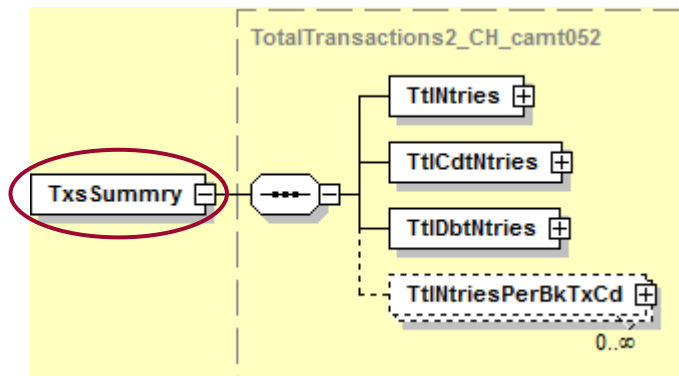 TotalTransactions2_CH_camt052
TtlNtries
TtlCdtNtries
TxsSummry
TtlDbtNtries
TtlNtriesPerBkTxCd
0..∞